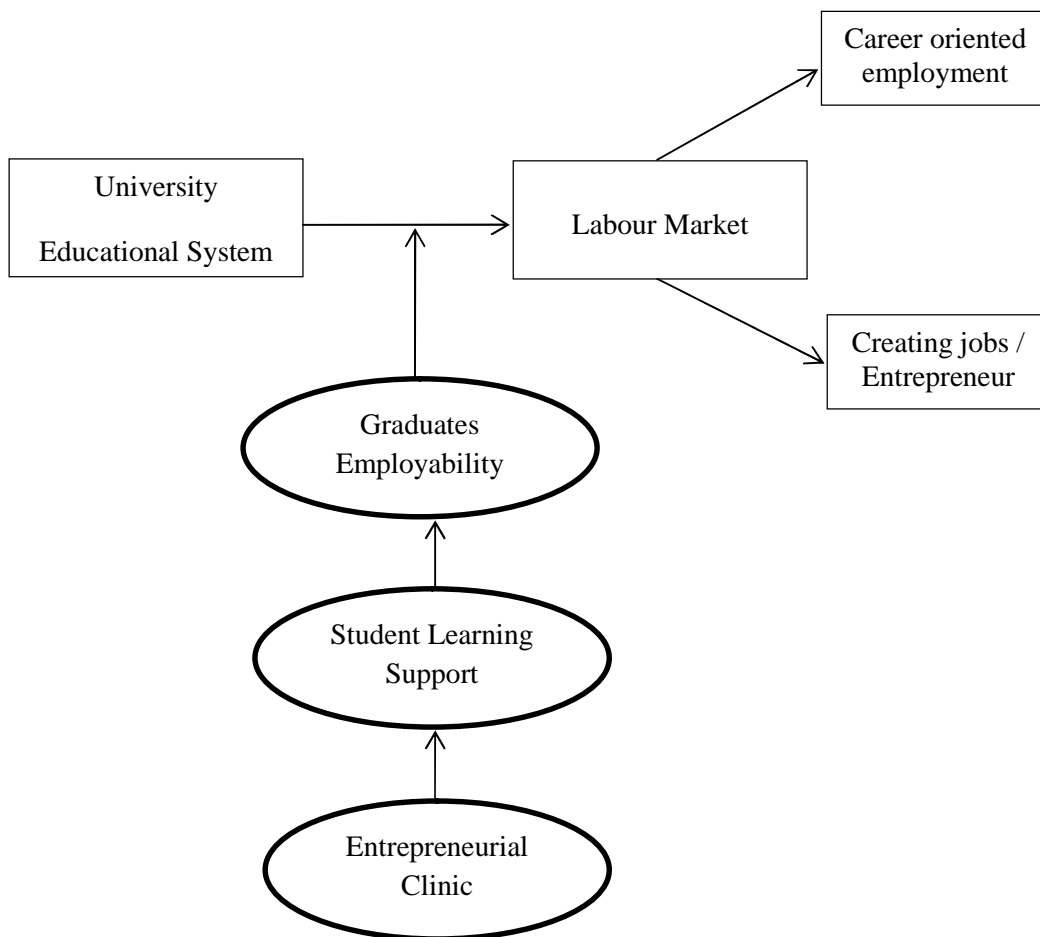 Career oriented
employment
University
Educational System
Labour Market
Creating jobs /
Entrepreneur
Graduates
Employability
Student Learning
Support
Entrepreneurial
Clinic